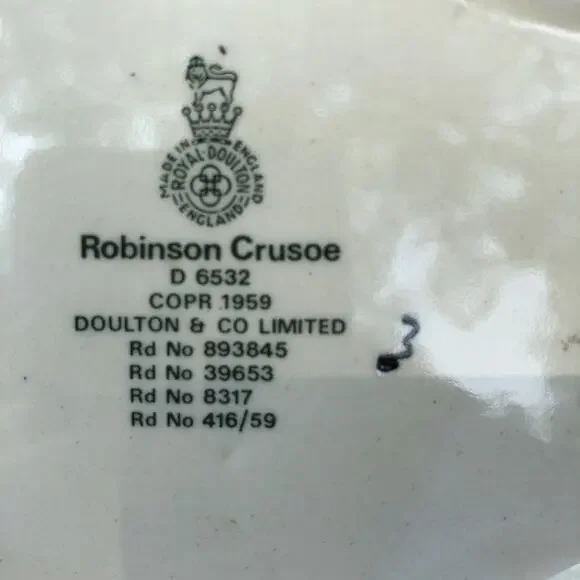 MADE IN ENGLAND
ROYAL·DOULTON
ENGLAND
Robinson Crusoe
D 6532
COPR 1959
DOULTON & CO LIMITED
Rd No 893845
Rd No 39653
Rd No 8317
Rd No 416/59